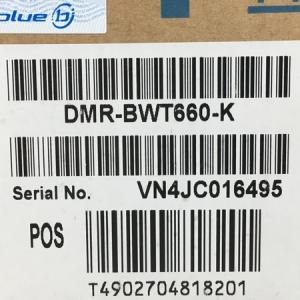 blue
DMR-BWT660-K
Serial No. VN4JC016495
POS
T4902704818201